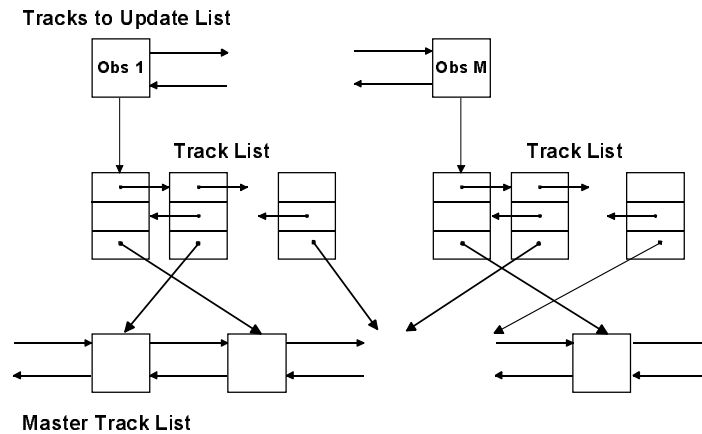 Tracks to Update List
Obs 1
Obs M
Track List
Track List
Master Track List